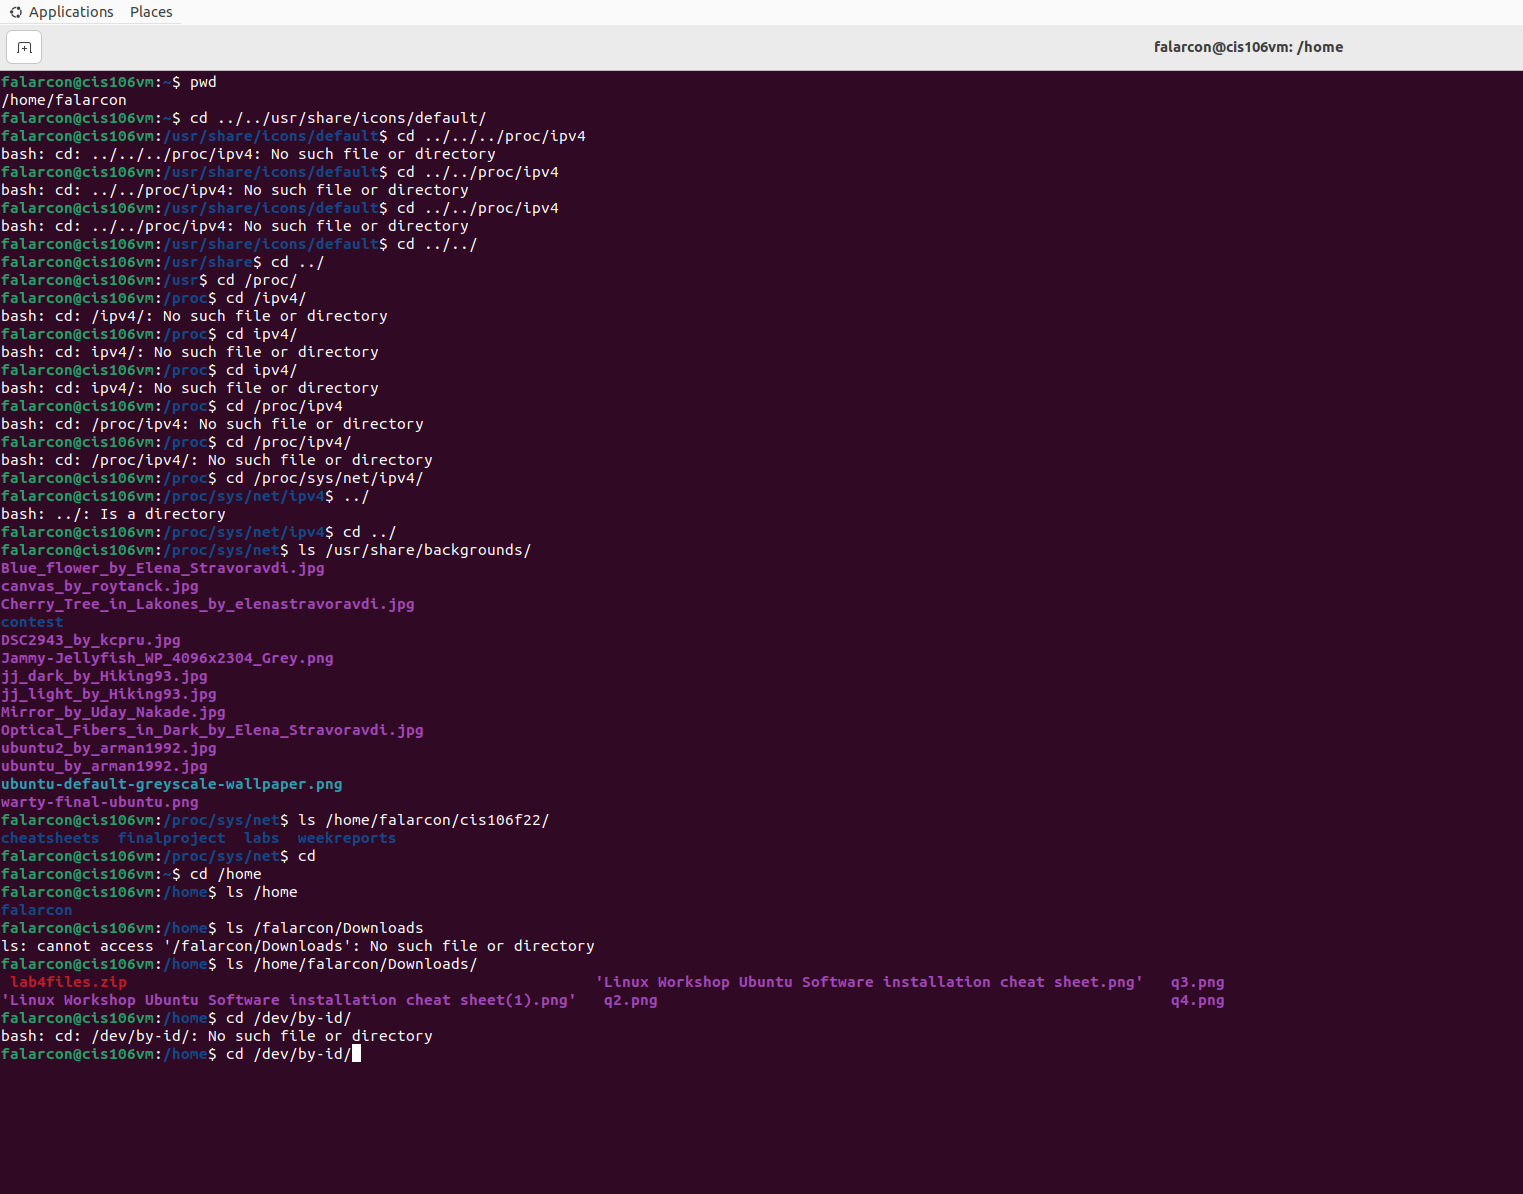 Applications Places
falarcon@cis106vm: /home
falarcon@cis106vm:~$ pwd
/home/falarcon
falarcon@cis106vm:~$ cd ../../usr/share/icons/default/
falarcon@cis106vm:/usr/share/icons/default$ cd ../../../proc/ipv4
bash: cd: ../../../proc/ipv4: No such file or directory
falarcon@cis106vm:/usr/share/icons/default$ cd ../../proc/ipv4
bash: cd: ../../proc/ipv4: No such file or directory
falarcon@cis106vm:/usr/share/icons/default$ cd ../../proc/ipv4
bash: cd: ../../proc/ipv4: No such file or directory
falarcon@cis106vm:/usr/share/icons/default$ cd ../../
falarcon@cis106vm:/usr/share$ cd ../
falarcon@cis106vm:/usr$ cd /proc/
falarcon@cis106vm:/proc$ cd /ipv4/
bash: cd: /ipv4/: No such file or directory
falarcon@cis106vm:/proc$ cd ipv4/
bash: cd: ipv4/: No such file or directory
falarcon@cis106vm:/proc$ cd ipv4/
bash: cd: ipv4/: No such file or directory
falarcon@cis106vm:/proc$ cd /proc/ipv4
bash: cd: /proc/ipv4: No such file or directory
falarcon@cis106vm:/proc$ cd /proc/ipv4/
bash: cd: /proc/ipv4/: No such file or directory
falarcon@cis106vm:/proc$ cd /proc/sys/net/ipv4/
falarcon@cis106vm:/proc/sys/net/ipv4$ ../
bash: ../: Is a directory
falarcon@cis106vm:/proc/sys/net/ipv4$ cd ../
falarcon@cis106vm:/proc/sys/net$ ls /usr/share/backgrounds/
Blue_flower_by_Elena_Stravoravdi.jpg
canvas_by_roytanck.jpg
Cherry_Tree_in_Lakones_by_elenastravoravdi.jpg
contest
DSC2943_by_kcpru.jpg
Jammy-Jellyfish_WP_4096x2304_Grey.png
jj_dark_by_Hiking93.jpg
jj_light_by_Hiking93.jpg
Mirror_by_Uday_Nakade.jpg
Optical_Fibers_in_Dark_by_Elena_Stravoravdi.jpg
ubuntu2_by_arman1992.jpg
ubuntu_by_arman1992.jpg
ubuntu-default-greyscale-wallpaper.png
warty-final-ubuntu.png
falarcon@cis106vm:/proc/sys/net$ ls /home/falarcon/cis106f22/
cheatsheets  finalproject  labs  weekreports
falarcon@cis106vm:/proc/sys/net$ cd
falarcon@cis106vm:~$ cd /home
falarcon@cis106vm:/home$ ls /home
falarcon
falarcon@cis106vm:/home$ ls /falarcon/Downloads
ls: cannot access '/falarcon/Downloads': No such file or directory
falarcon@cis106vm:/home$ ls /home/falarcon/Downloads/
lab4files.zip 'Linux Workshop Ubuntu Software installation cheat sheet.png' q3.png
'Linux Workshop Ubuntu Software installation cheat sheet(1).png' q2.png q4.png
falarcon@cis106vm:/home$ cd /dev/by-id/
bash: cd: /dev/by-id/: No such file or directory
falarcon@cis106vm:/home$ cd /dev/by-id/